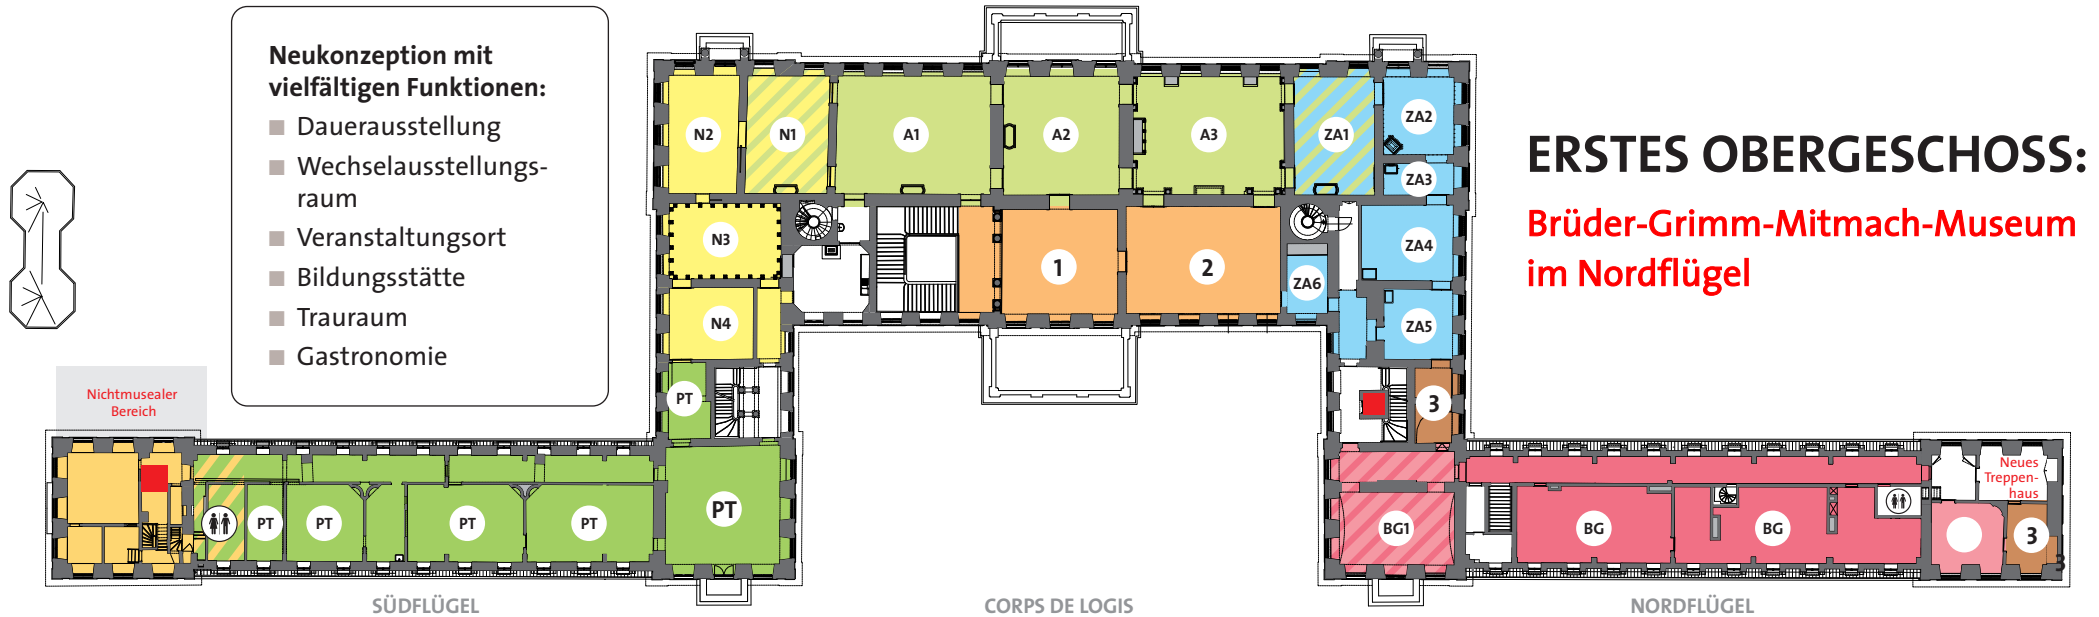 Neukonzeption mit
vielfältigen Funktionen:
Dauerausstellung
Wechselausstellungs-
raum
Veranstaltungsort
Bildungsstätte
Trauraum
Gastronomie
ERSTES OBERGESCHOSS:
Brüder-Grimm-Mitmach-Museum
im Nordflügel
N2
N1
A1
A2
A3
ZA1
ZA2
ZA3
N3
1
2
ZA4
ZA6
N4
ZA5
PT
3
Nichtmusealer
Bereich
PT
PT
PT
PT
PT
BG1
BG
BG
Neues
Treppen-
haus
3
3
SÜDFLÜGEL
CORPS DE LOGIS
NORDFLÜGEL